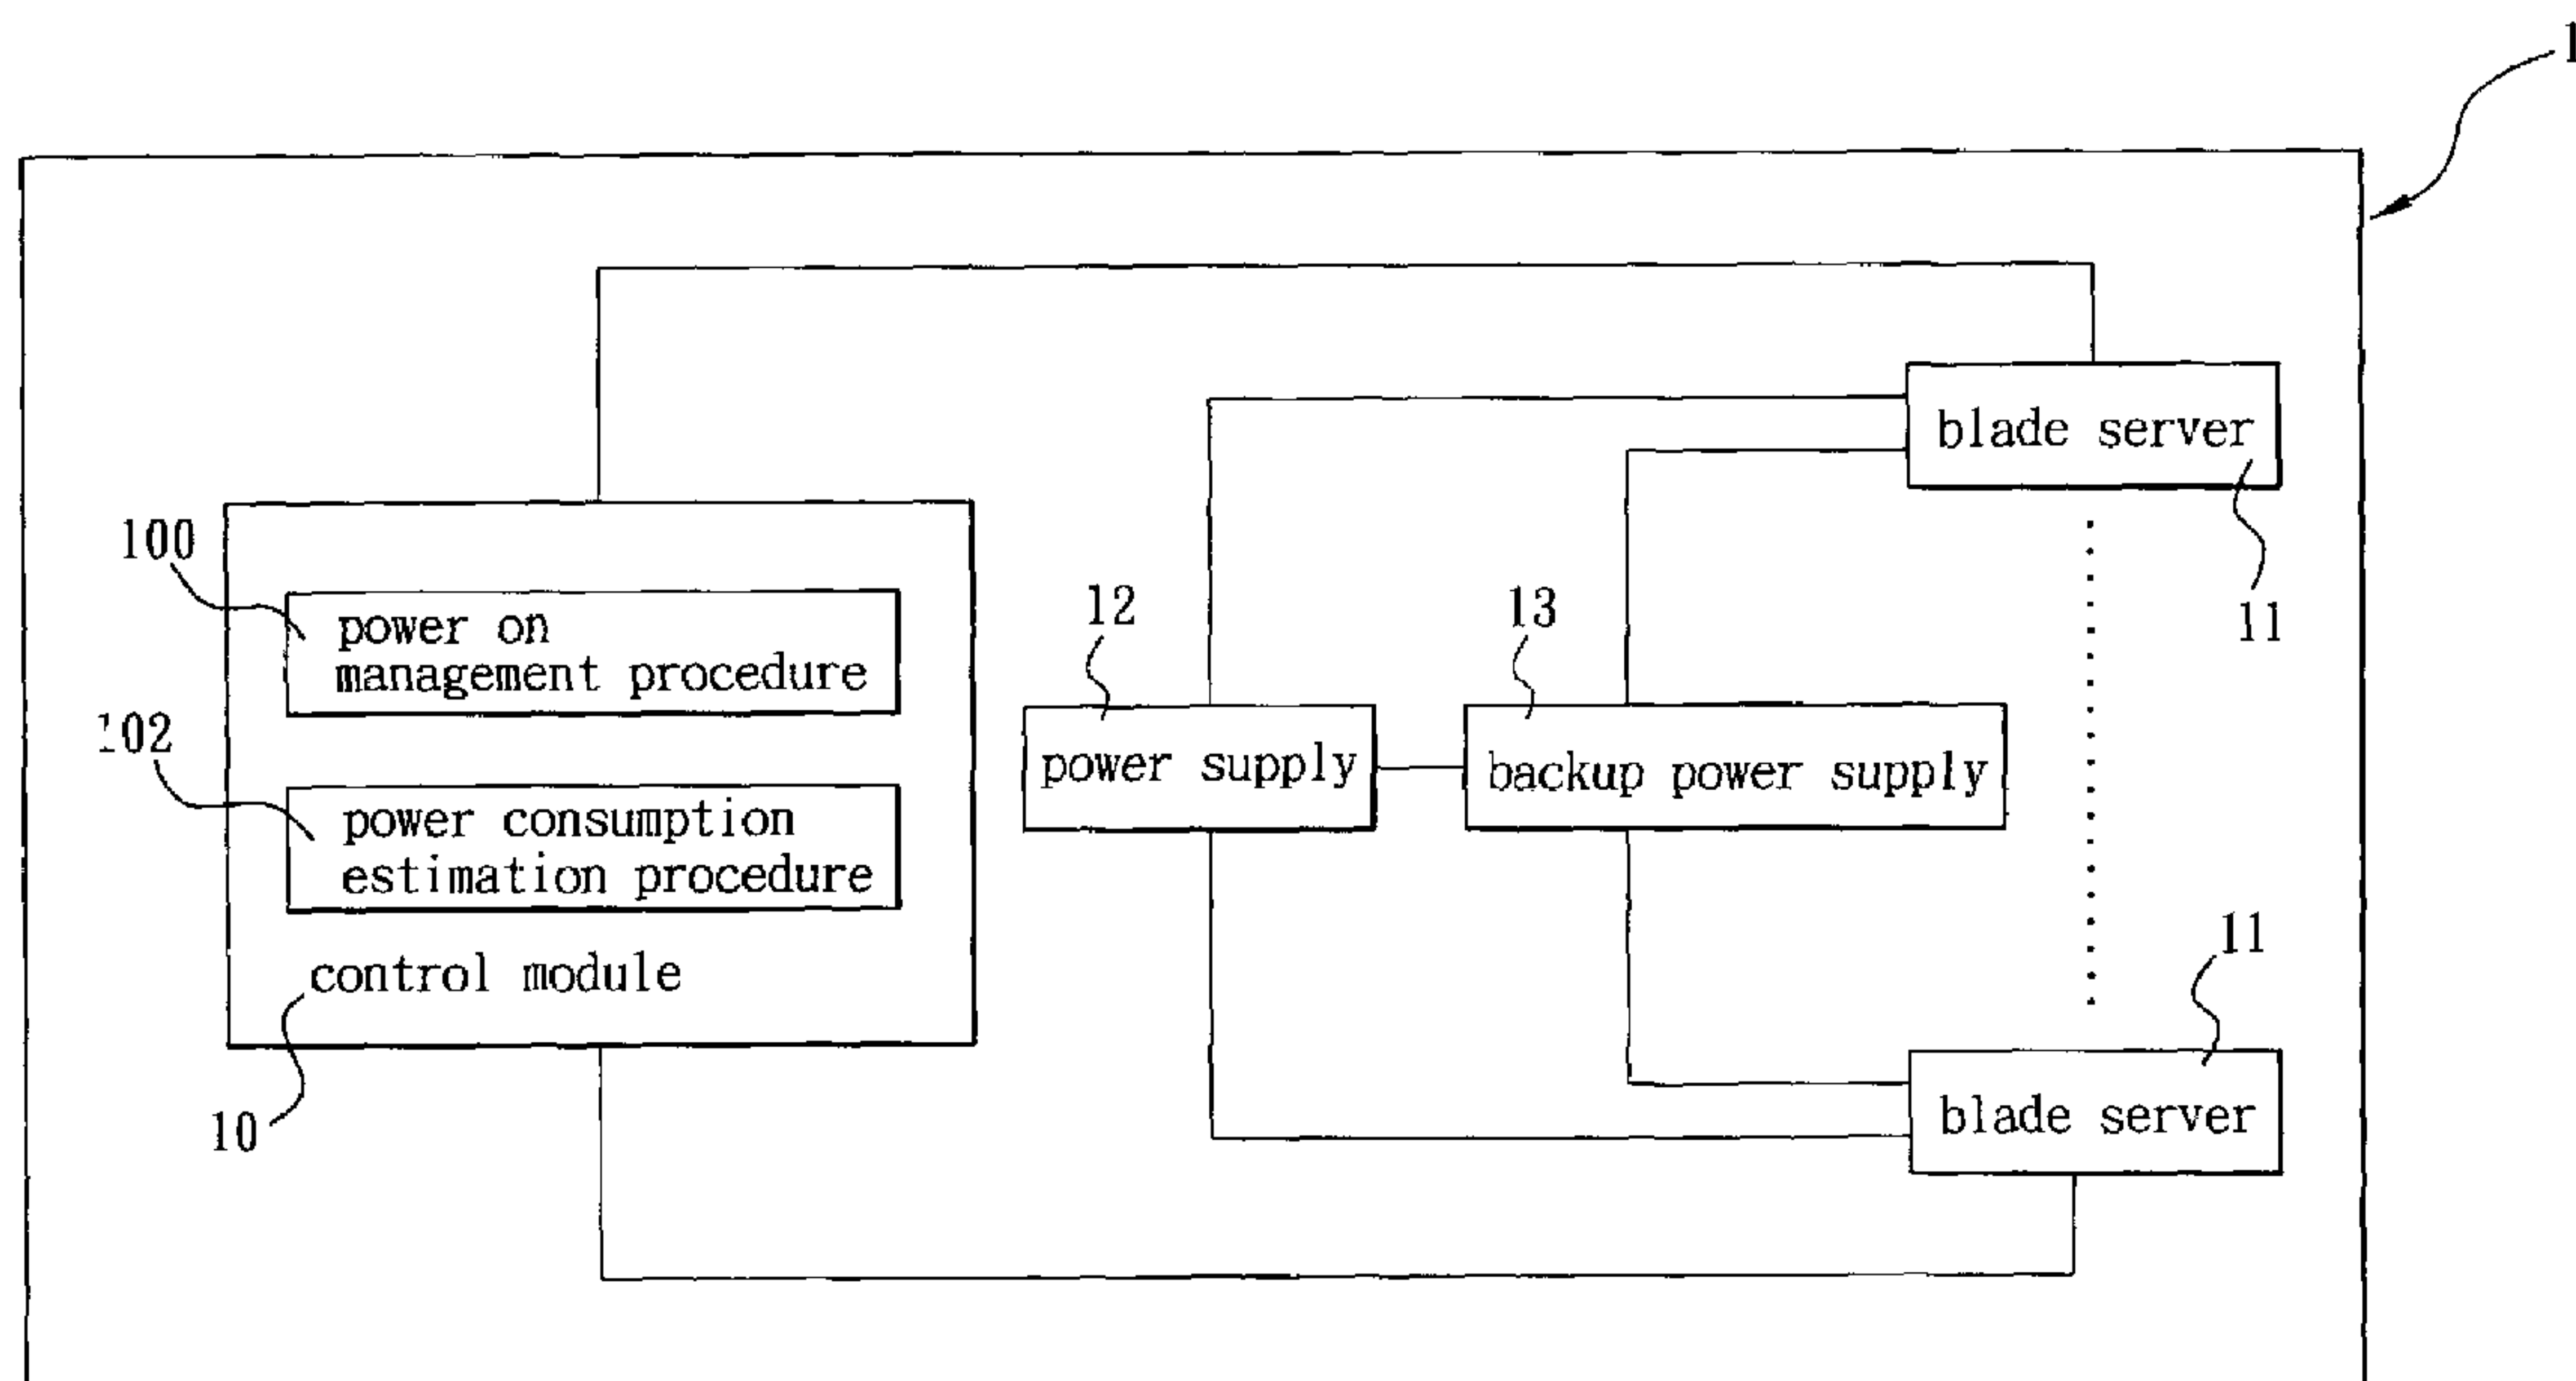 1
blade server
11
100
power on
management procedure
12
13
102
power supply
backup power supply
power consumption
estimation procedure
control module
10
11
blade server